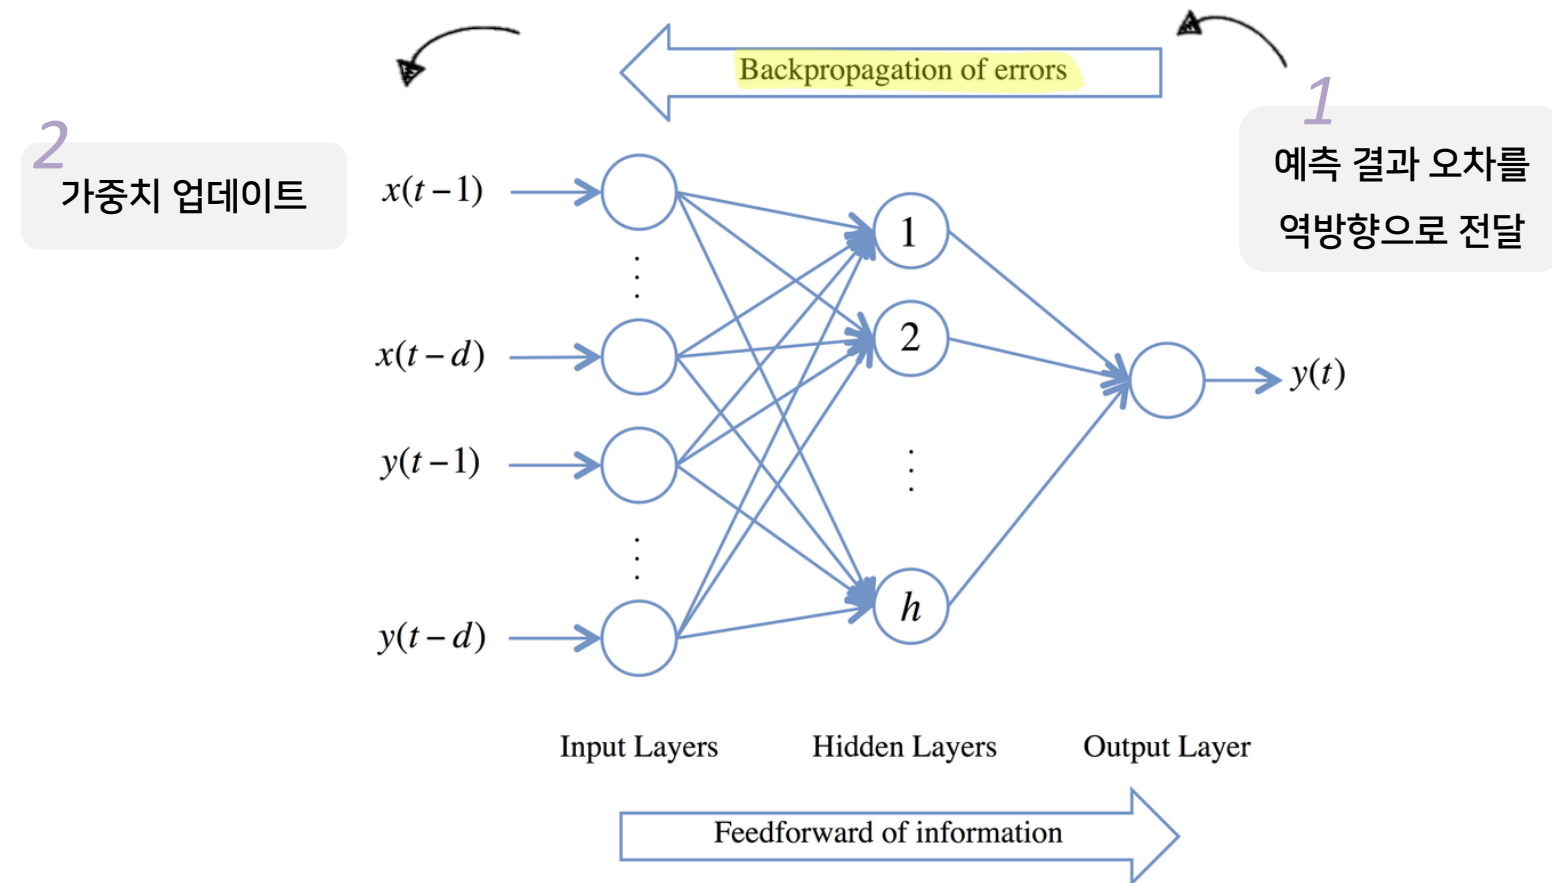 Backpropagation of errors
1
예측 결과 오차를
역방향으로 전달
2
가중치 업데이트
x(t−1)
x(t−d)
y(t−1)
y(t−d)
1
2
h
y(t)
Input Layers
Hidden Layers
Output Layer
Feedforward of information